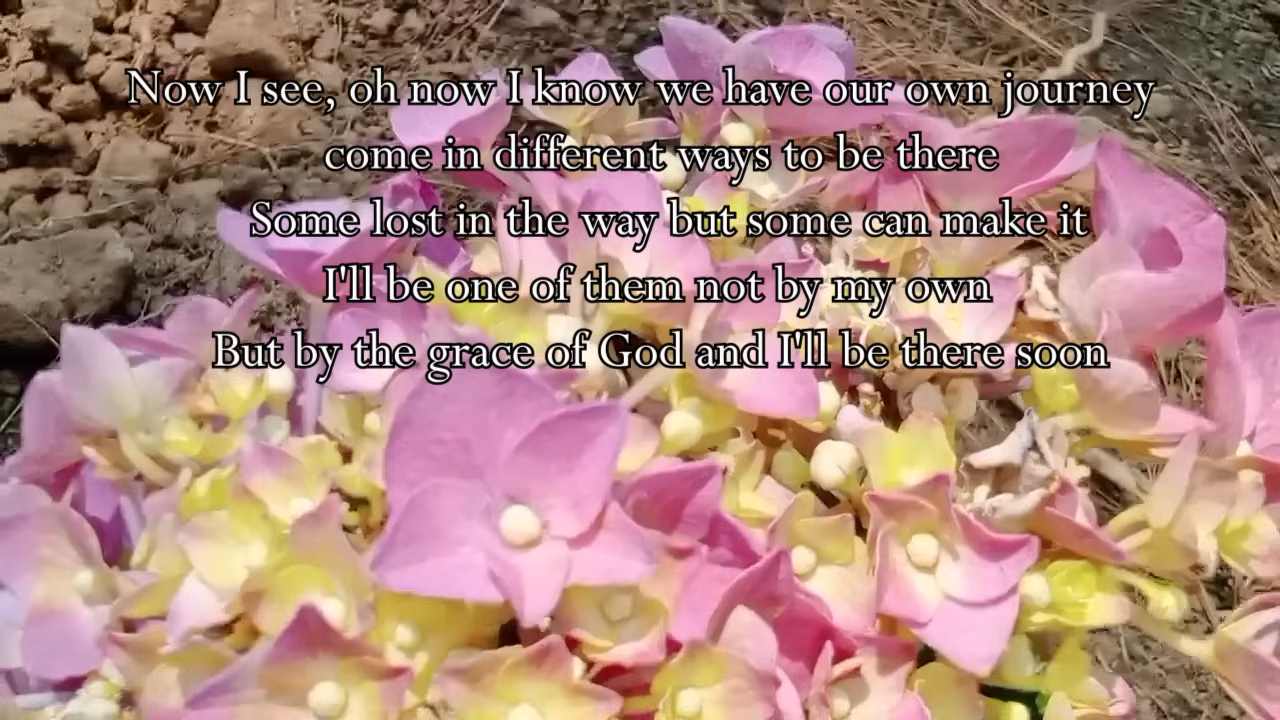 Now I see, oh now I know we have our own journey
come in different ways to be there
Some lost in the way but some can make it
I'll be one of them not by my own
But by the grace of God and I'll be there soon